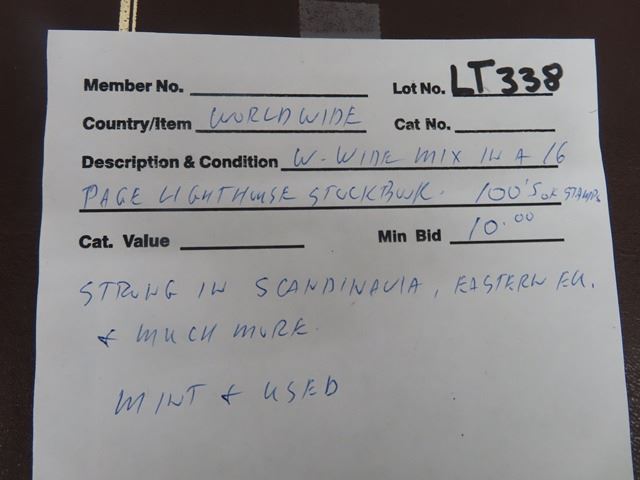 Member No. Lot No. LT338
Country/Item WORLDWIDE Cat No.
Description & Condition W-WIDE MIX IN A 16
PAGE LIGHTHOUSE STOCKBOOK. 100'S OF STAMPS
Cat. Value Min Bid 10.00
STRONG IN SCANDINAVIA, EASTERN EU.
& MUCH MORE.
MINT & USED